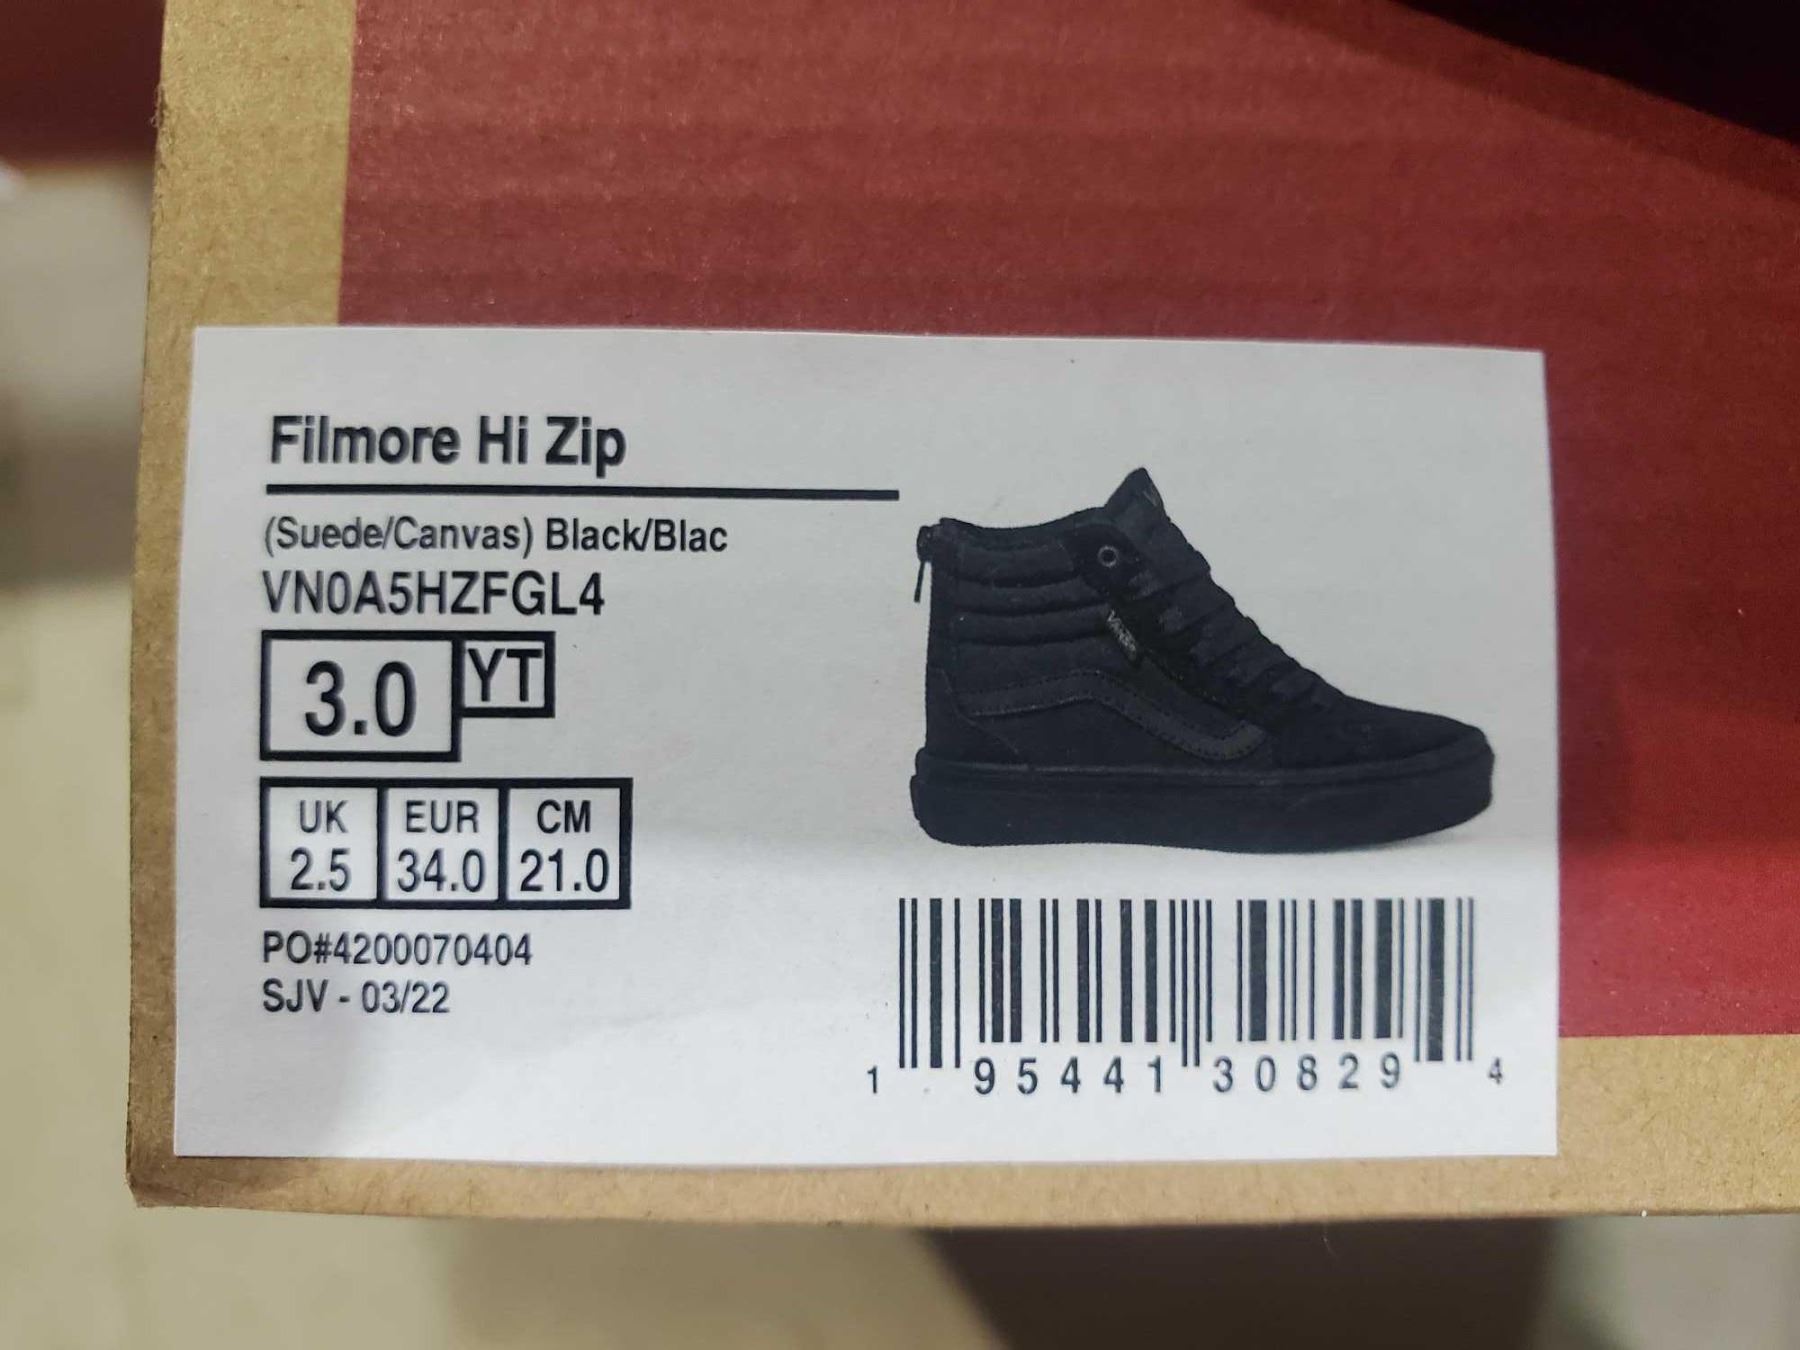 Filmore Hi Zip
(Suede/Canvas) Black/Blac
VN0A5HZFGL4
3.0 YT
UK EUR CM
2.5 34.0 21.0
PO#4200070404
SJV - 03/22
VANS
1 95441 30829 4